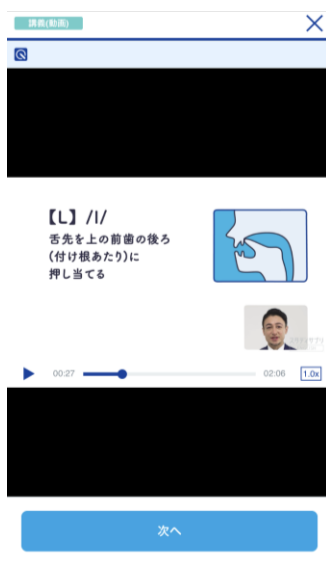 講義(動画)
【L】 /l/
舌先を上の前歯の後ろ
(付け根あたり)に
押し当てる
00:27
02:06
1.0x
次へ